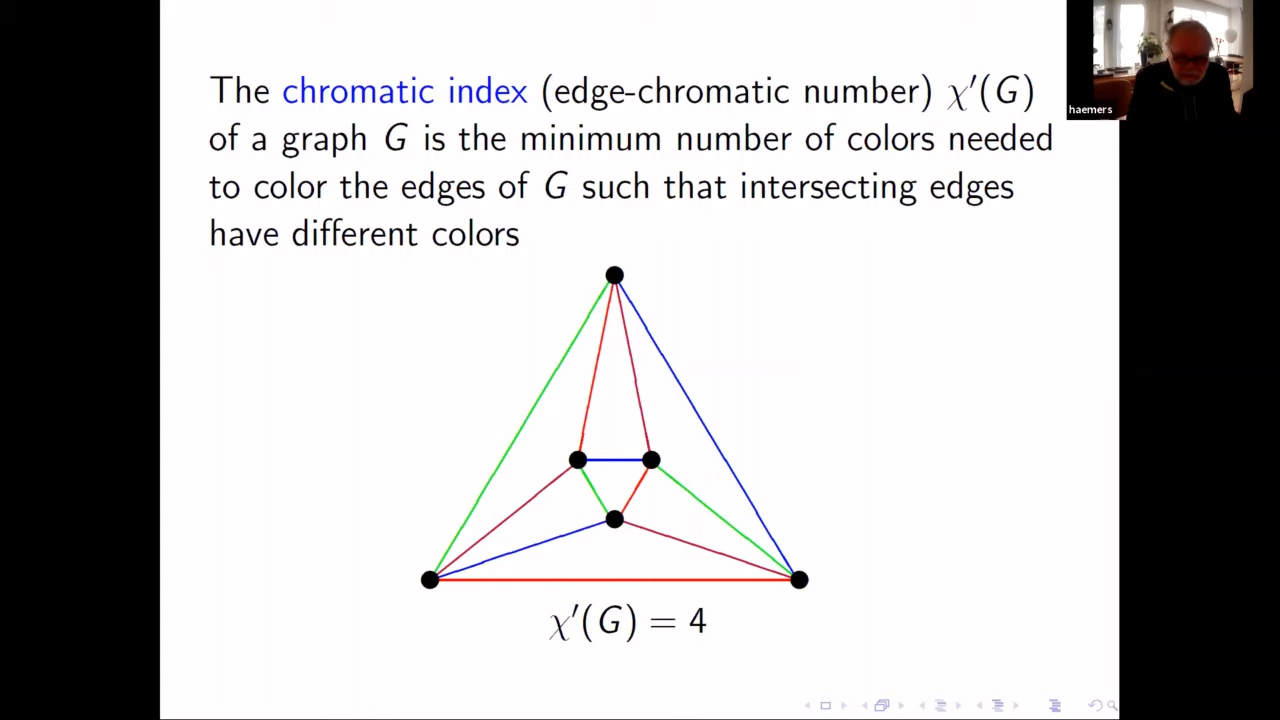 The chromatic index (edge-chromatic number) χ′(G)
of a graph G is the minimum number of colors needed
to color the edges of G such that intersecting edges
have different colors
χ′(G) = 4
haemers